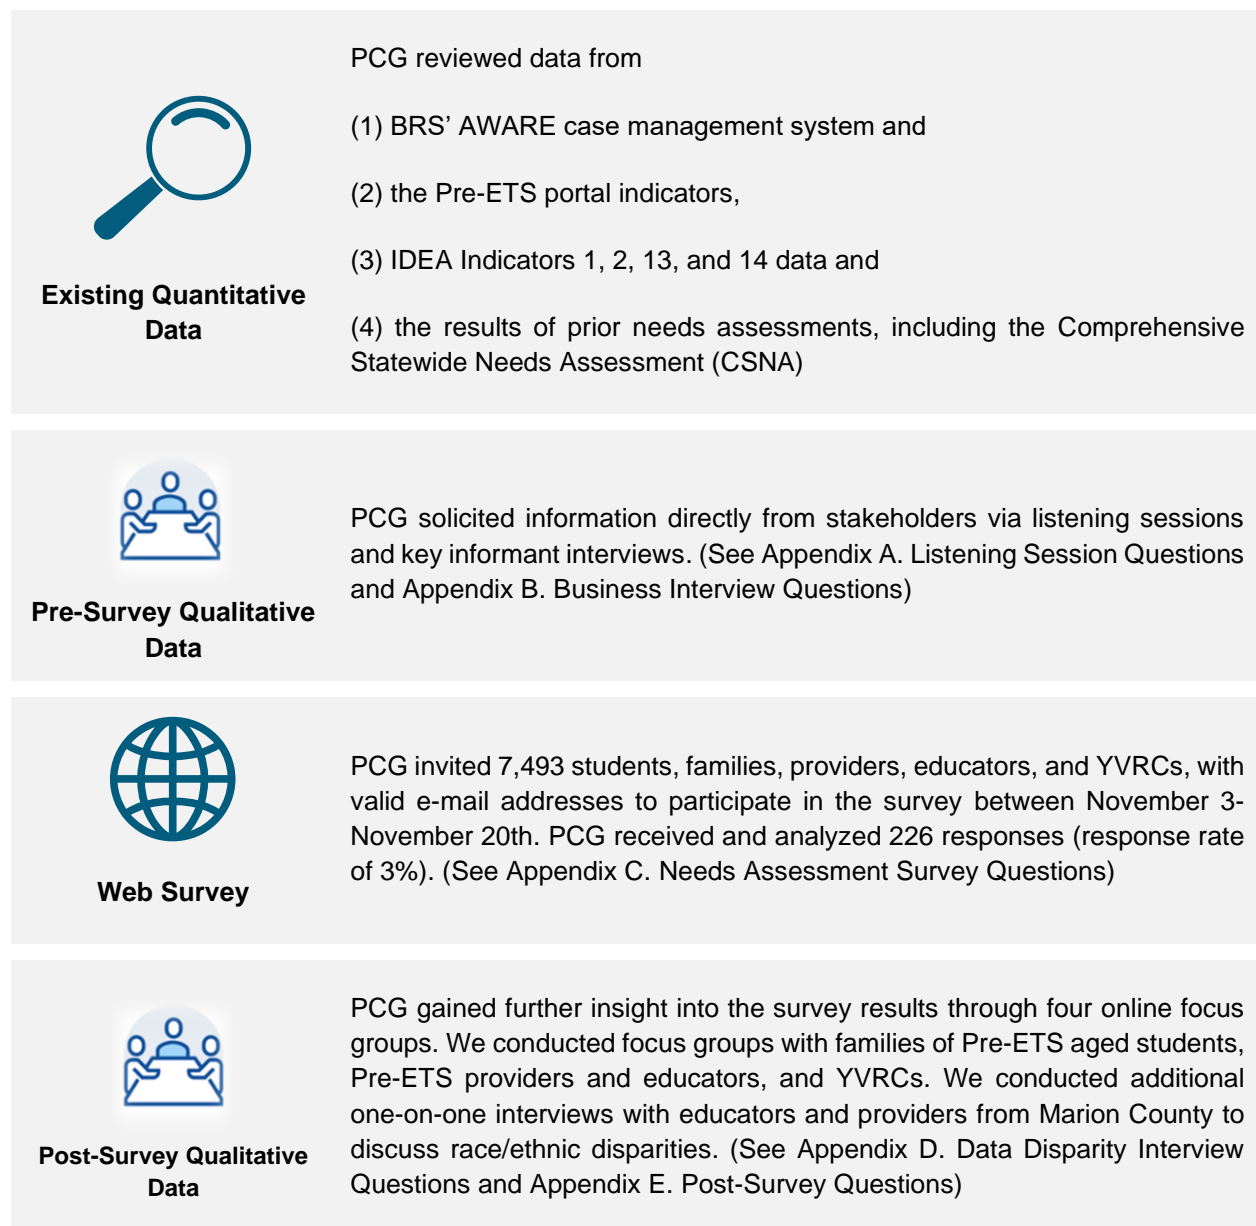 PCG reviewed data from
(1) BRS’ AWARE case management system and
(2) the Pre-ETS portal indicators,
(3) IDEA Indicators 1, 2, 13, and 14 data and
(4) the results of prior needs assessments, including the Comprehensive
Statewide Needs Assessment (CSNA)
Existing Quantitative
Data
PCG solicited information directly from stakeholders via listening sessions
and key informant interviews. (See Appendix A. Listening Session Questions
and Appendix B. Business Interview Questions)
Pre-Survey Qualitative
Data
PCG invited 7,493 students, families, providers, educators, and YVRCs, with
valid e-mail addresses to participate in the survey between November 3-
November 20th. PCG received and analyzed 226 responses (response rate
of 3%). (See Appendix C. Needs Assessment Survey Questions)
Web Survey
PCG gained further insight into the survey results through four online focus
groups. We conducted focus groups with families of Pre-ETS aged students,
Pre-ETS providers and educators, and YVRCs. We conducted additional
one-on-one interviews with educators and providers from Marion County to
discuss race/ethnic disparities. (See Appendix D. Data Disparity Interview
Questions and Appendix E. Post-Survey Questions)
Post-Survey Qualitative
Data